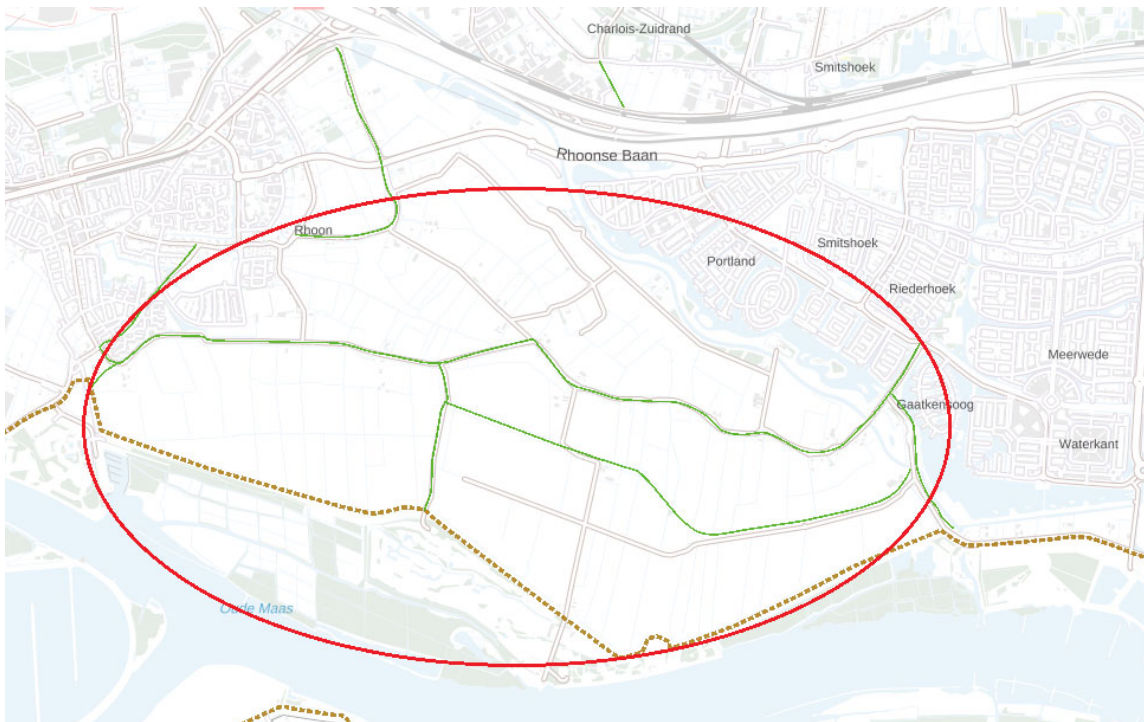 Charlois-Zuidrand
Smitshoek
Rhoonse Baan
Rhoon
Smitshoek
Portland
Riederhoek
Meerwede
Gaatkensoog
Waterkant
Oude Maas